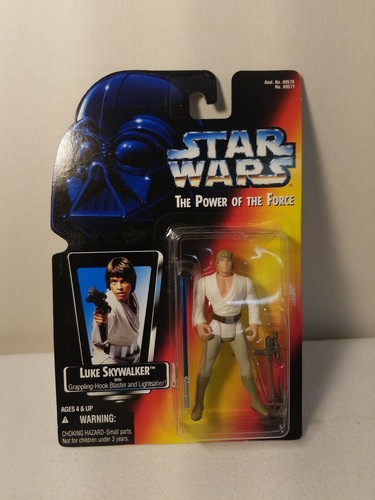 Asst. No. 69570
No. 69571
STAR
WARS
THE POWER OF THE FORCE
LUKE SKYWALKER™
WITH
Grappling-Hook Blaster and Lightsaber!
AGES 4 & UP
WARNING:
CHOKING HAZARD-Small parts.
Not for children under 3 years.